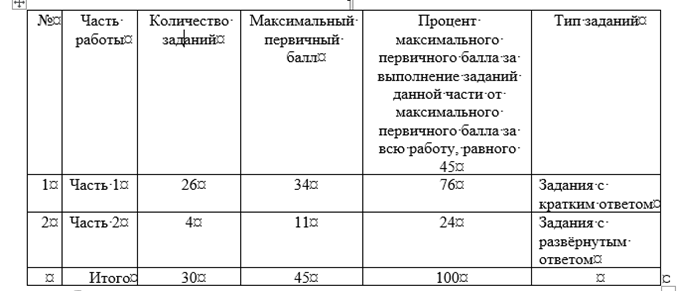 № Часть работы Количество заданий Максимальный первичный балл Процент максимального первичного балла за выполнение заданий данной части от максимального первичного балла за всю работу, равного 45 Тип заданий
1 Часть 1 26 34 76 Задания с кратким ответом
2 Часть 2 4 11 24 Задания с развёрнутым ответом
Итого 30 45 100